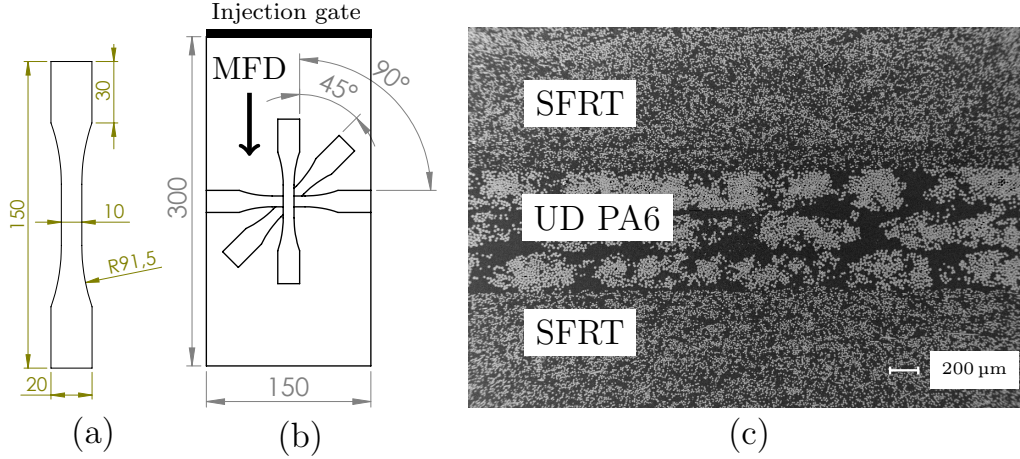 150
30
10
R91,5
20
(a)
Injection gate
MFD
90°
45°
300
150
(b)
SFRT
UD PA6
SFRT
200 µm
(c)